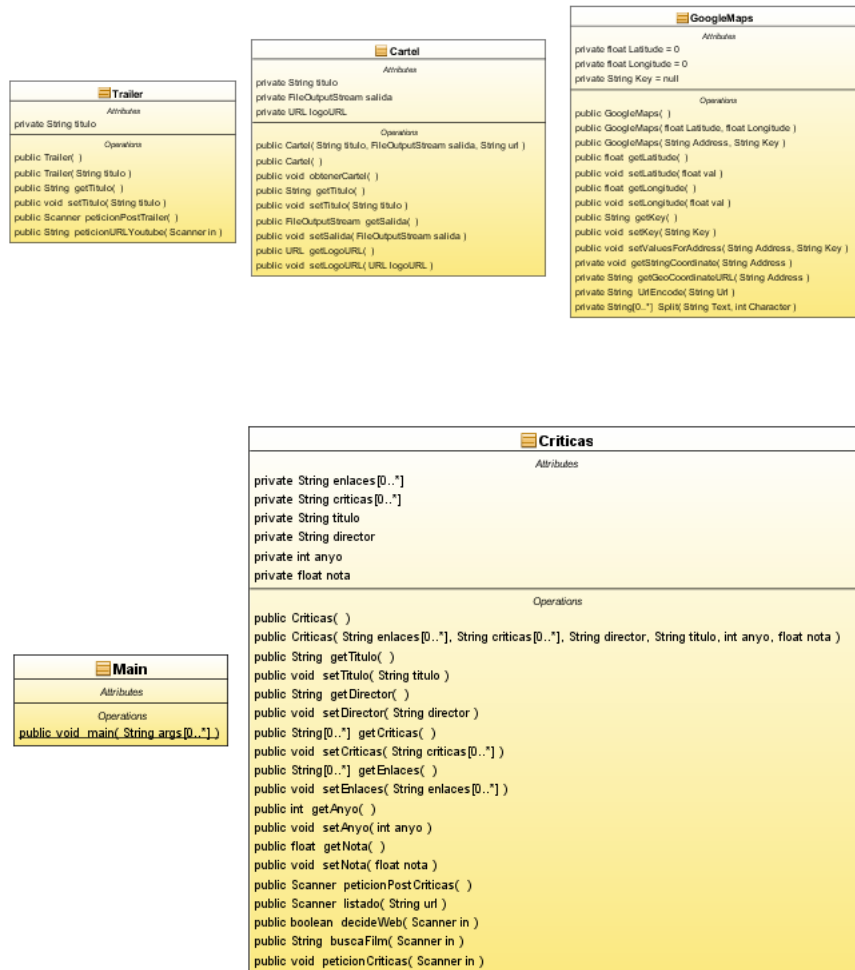 Trailer
Attributes
private String titulo
Operations
public Trailer( )
public Trailer( String titulo )
public String getTitulo( )
public void setTitulo( String titulo )
public Scanner peticionPostTrailer( )
public String peticionURLYoutube( Scanner in )
Cartel
Attributes
private String titulo
private FileOutputStream salida
private URL logoURL
Operations
public Cartel( String titulo, FileOutputStream salida, String url )
public Cartel( )
public void obtenerCartel( )
public String getTitulo( )
public void setTitulo( String titulo )
public FileOutputStream getSalida( )
public void setSalida( FileOutputStream salida )
public URL getLogoURL( )
public void setLogoURL( URL logoURL )
GoogleMaps
Attributes
private float Latitude = 0
private float Longitude = 0
private String Key = null
Operations
public GoogleMaps( )
public GoogleMaps( float Latitude, float Longitude )
public GoogleMaps( String Address, String Key )
public float getLatitude( )
public void setLatitude( float val )
public float getLongitude( )
public void setLongitude( float val )
public String getKey( )
public void setKey( String Key )
public void setValuesForAddress( String Address, String Key )
private void getStringCoordinate( String Address )
private String getGeoCoordinateURL( String Address )
private String UrlEncode( String Url )
private String[0..*] Split( String Text, int Character )
Main
Attributes
Operations
public void main( String args[0..*] )
Criticas
Attributes
private String enlaces[0..*]
private String criticas[0..*]
private String titulo
private String director
private int anyo
private float nota
Operations
public Criticas( )
public Criticas( String enlaces[0..*], String criticas[0..*], String director, String titulo, int anyo, float nota )
public String getTitulo( )
public void setTitulo( String titulo )
public String getDirector( )
public void setDirector( String director )
public String[0..*] getCriticas( )
public void setCriticas( String criticas[0..*] )
public String[0..*] getEnlaces( )
public void setEnlaces( String enlaces[0..*] )
public int getAnyo( )
public void setAnyo( int anyo )
public float getNota( )
public void setNota( float nota )
public Scanner peticionPostCriticas( )
public Scanner listado( String url )
public boolean decideWeb( Scanner in )
public String buscaFilm( Scanner in )
public void peticionCriticas( Scanner in )